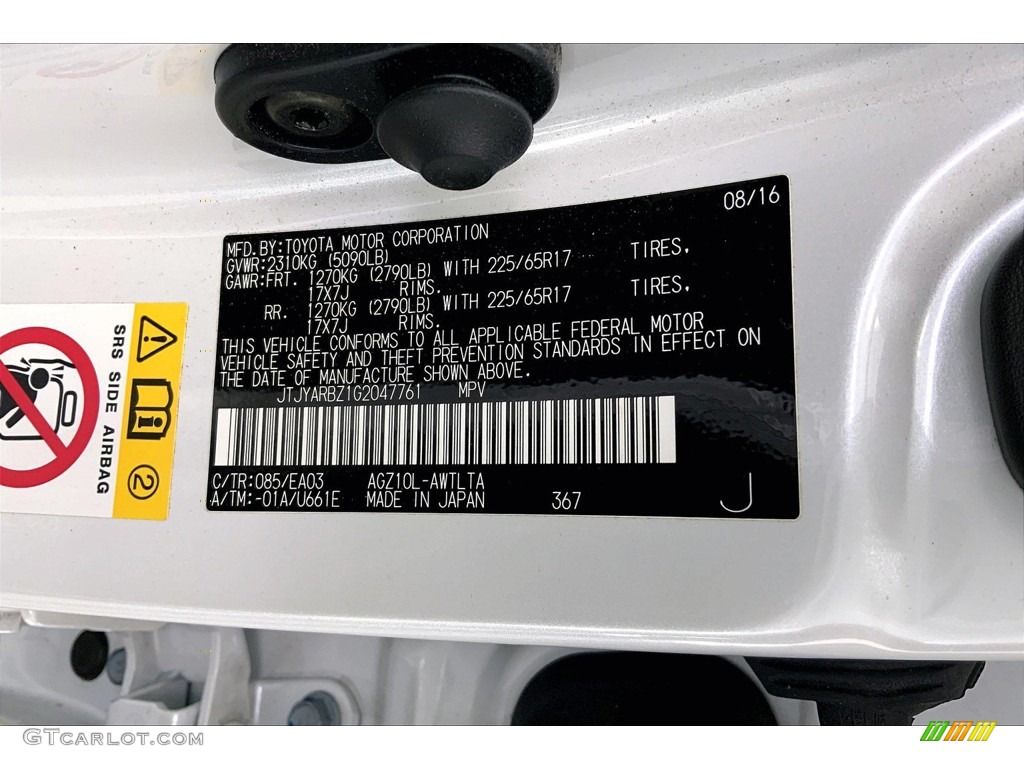 08/16
MFD.BY:TOYOTA MOTOR CORPORATION
GVWR:2310KG (5090LB)
GAWR:FRT. 1270KG (2790LB) WITH 225/65R17 TIRES.
17X7J RIMS.
RR. 1270KG (2790LB) WITH 225/65R17 TIRES.
17X7J RIMS.
THIS VEHICLE CONFORMS TO ALL APPLICABLE FEDERAL MOTOR
VEHICLE SAFETY AND THEFT PREVENTION STANDARDS IN EFFECT ON
THE DATE OF MANUFACTURE SHOWN ABOVE.
JTJYARBZ1G2047761 MPV
C/TR:085/EA03 AGZ10L-AWTLTA
A/TM:-01A/U661E MADE IN JAPAN 367 J
SRS SIDE AIRBAG
2
GTcarlot.com